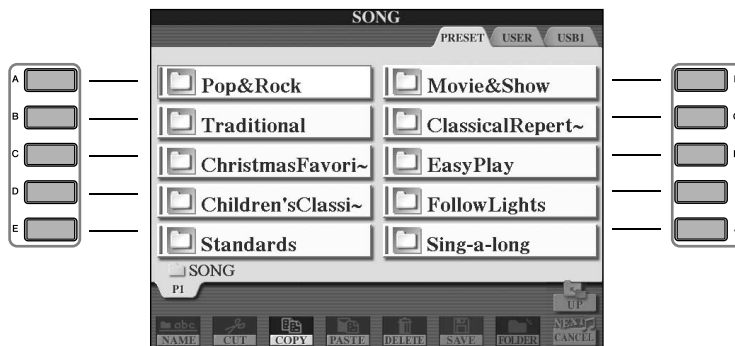 SONG
PRESET USER USB1
A Pop&Rock Movie&Show
B Traditional ClassicalRepert~
C ChristmasFavori~ EasyPlay
D Children'sClassi~ FollowLights
E Standards Sing-a-long
SONG
P1
UP
abc NEXT
NAME CUT COPY PASTE DELETE SAVE FOLDER CANCEL